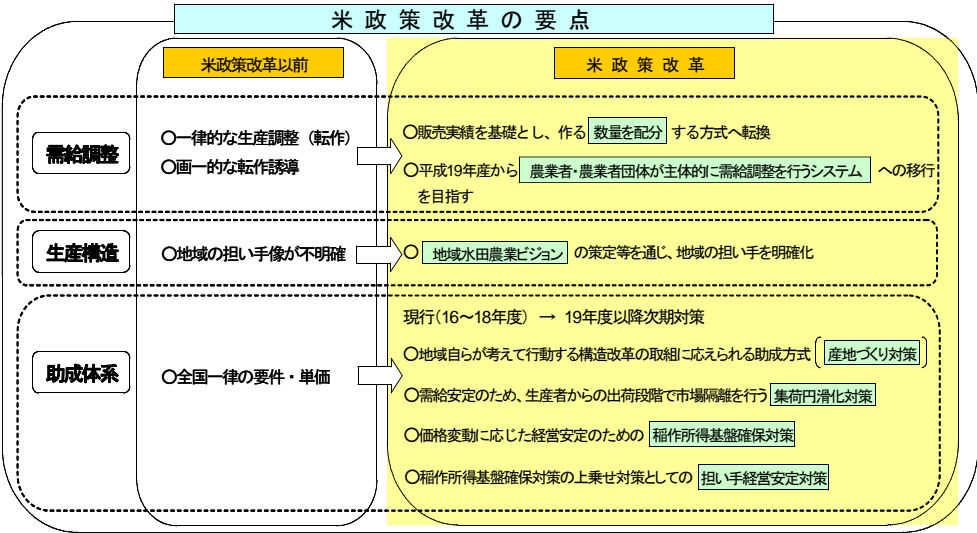 米政策改革の要点
米政策改革以前
米政策改革
需給調整
〇一律的な生産調整（転作）
〇画一的な転作誘導
〇販売実績を基礎とし、作る 数量を配分 する方式へ転換
〇平成19年産から 農業者・農業者団体が主体的に需給調整を行うシステム への移行
を目指す
生産構造
〇地域の担い手像が不明確
〇 地域水田農業ビジョン の策定等を通じ、地域の担い手を明確化
助成体系
〇全国一律の要件・単価
現行（16～18年度） → 19年度以降次期対策
〇地域自らが考えて行動する構造改革の取組に応えられる助成方式（産地づくり対策）
〇需給安定のため、生産者からの出荷段階で市場隔離を行う 集荷円滑化対策
〇価格変動に応じた経営安定のための 稲作所得基盤確保対策
〇稲作所得基盤確保対策の上乗せ対策としての 担い手経営安定対策